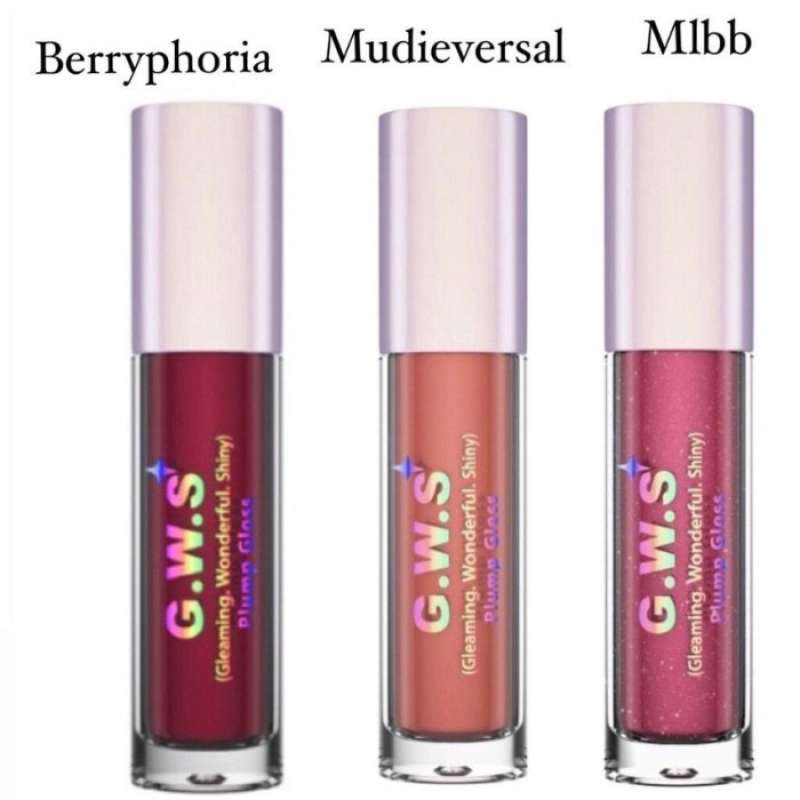 Berryphoria
Mudieversal
Mlbb
G.W.S
(Gleaming. Wonderful. Shiny)
Plump Gloss
G.W.S
(Gleaming. Wonderful. Shiny)
Plump Gloss
G.W.S
(Gleaming. Wonderful. Shiny)
Plump Gloss